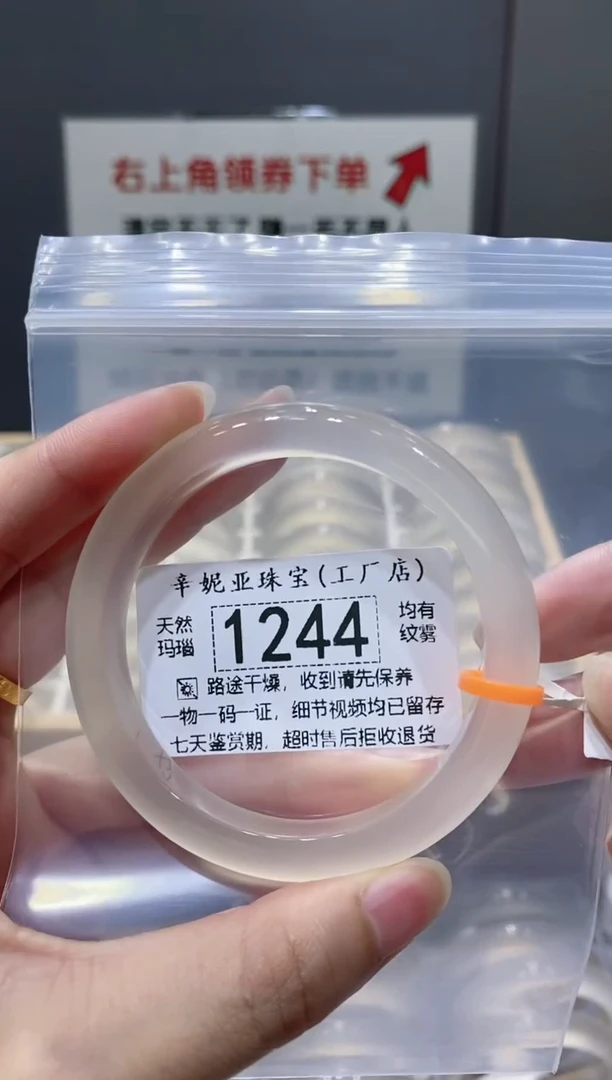 右上角领券下单
辛妮亚珠宝(工厂店)
天然
玛瑙
1244
均有
纹雾
路途干燥，收到请先保养
一物一码一证，细节视频均已留存
七天鉴赏期，超时售后拒收退货